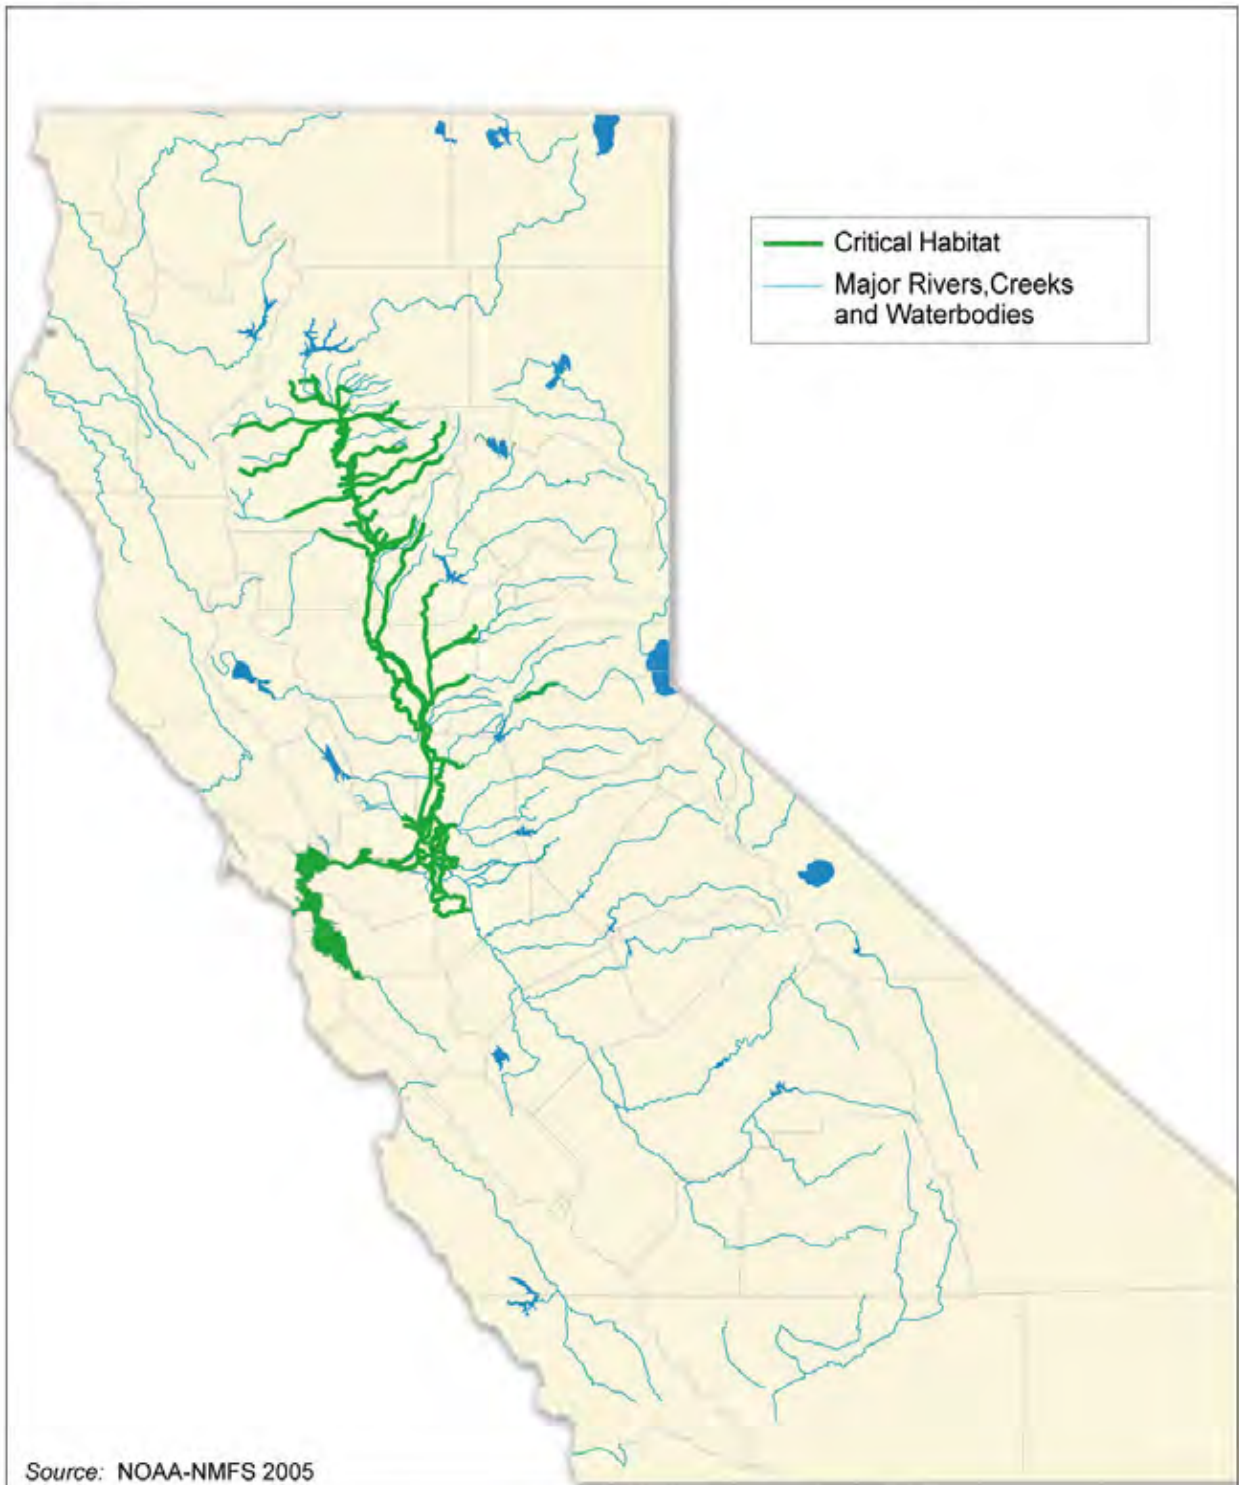 Critical Habitat
Major Rivers,Creeks
and Waterbodies
Source: NOAA-NMFS 2005